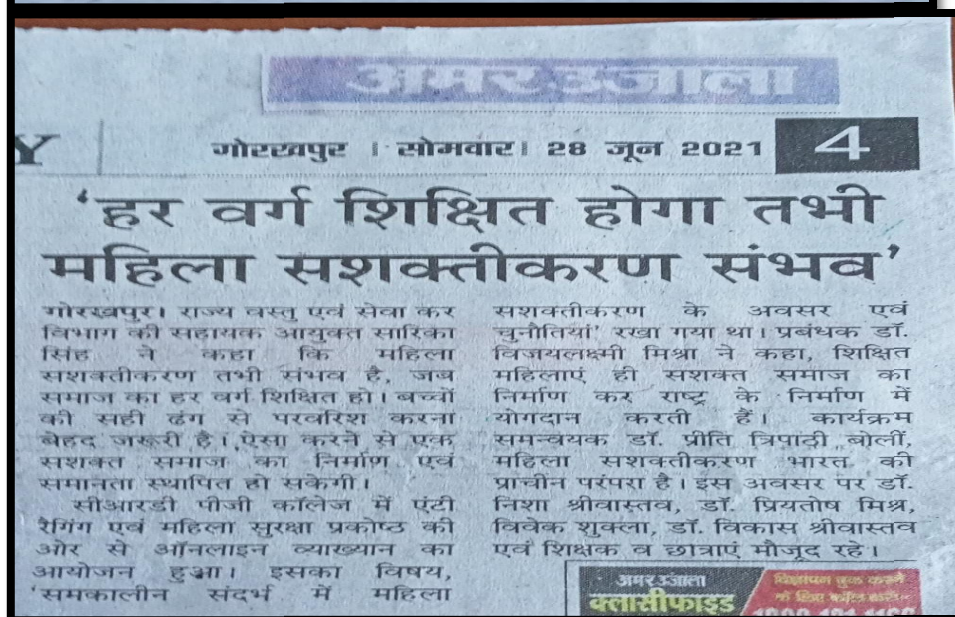 अमर उजाला
Y
गोरखपुर । सोमवार। 28 जून 2021
4
‘हर वर्ग शिक्षित होगा तभी
महिला सशक्तीकरण संभव’
गोरखपुर। राज्य वस्तु एवं सेवा कर
विभाग की सहायक आयुक्त सारिका
सिंह ने कहा कि महिला
सशक्तीकरण तभी संभव है, जब
समाज का हर वर्ग शिक्षित हो। बच्चों
की सही ढंग से परवरिश करना
बेहद जरूरी है। ऐसा करने से एक
सशक्त समाज का निर्माण एवं
समानता स्थापित हो सकेगी।
सीआरडी पीजी कॉलेज में एंटी
रैगिंग एवं महिला सुरक्षा प्रकोष्ठ की
ओर से ऑनलाइन व्याख्यान का
आयोजन हुआ। इसका विषय,
‘समकालीन संदर्भ में महिला
सशक्तीकरण के अवसर एवं
चुनौतियां’ रखा गया था। प्रबंधक डॉ.
विजयलक्ष्मी मिश्रा ने कहा, शिक्षित
महिलाएं ही सशक्त समाज का
निर्माण कर राष्ट्र के निर्माण में
योगदान करती हैं। कार्यक्रम
समन्वयक डॉ. प्रीति त्रिपाठी बोलीं,
महिला सशक्तीकरण भारत की
प्राचीन परंपरा है। इस अवसर पर डॉ.
निशा श्रीवास्तव, डॉ. प्रियतोष मिश्र,
विवेक शुक्ला, डॉ. विकास श्रीवास्तव
एवं शिक्षक व छात्राएं मौजूद रहे।
अमर उजाला
क्लासीफाइड
विज्ञापन बुक करने
के लिए कॉल करें:-